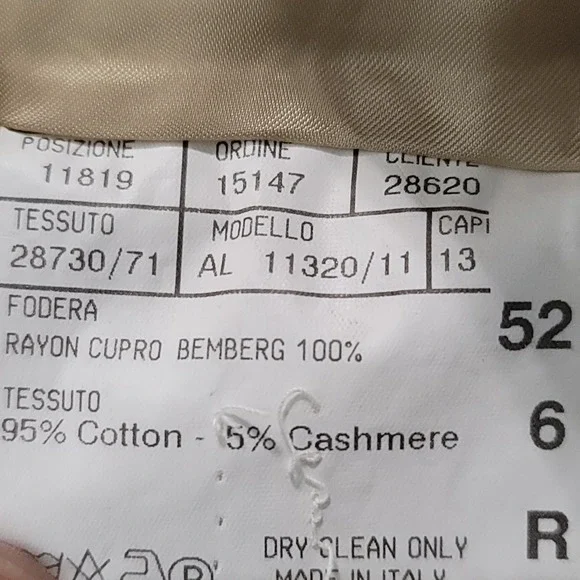 POSIZIONE ORDINE CLIENTE
11819 15147 28620
TESSUTO MODELLO CAPI
28730/71 AL 11320/11 13
FODERA 52
RAYON CUPRO BEMBERG 100%
TESSUTO 6
95% Cotton - 5% Cashmere
DRY CLEAN ONLY R
MADE IN ITALY
P